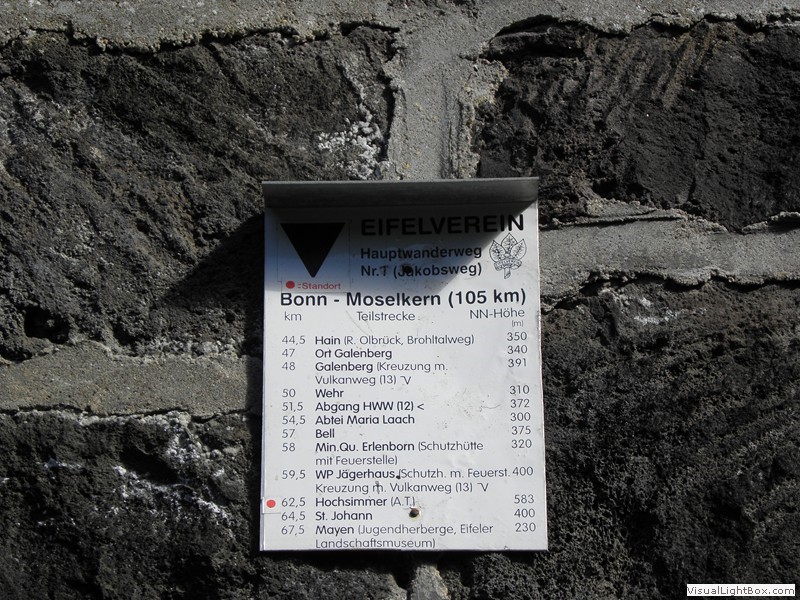 EIFELVEREIN
Hauptwanderweg
Nr.1 (Jakobsweg)
=Standort
Bonn - Moselkern (105 km)
km Teilstrecke NN-Höhe
(m)
44,5 Hain (R. Olbrück, Brohltalweg) 350
47 Ort Galenberg 340
48 Galenberg (Kreuzung m. 391
Vulkanweg (13) ¯V
50 Wehr 310
51,5 Abgang HWW (12) < 372
54,5 Abtei Maria Laach 300
57 Bell 375
58 Min.Qu. Erlenborn (Schutzhütte 320
mit Feuerstelle)
59,5 WP Jägerhaus (Schutzh. m. Feuerst. 400
Kreuzung m. Vulkanweg (13) ¯V
62,5 Hochsimmer (A.T.) 583
64,5 St. Johann 400
67,5 Mayen (Jugendherberge, Eifeler 230
Landschaftsmuseum)
VisualLightBox.com